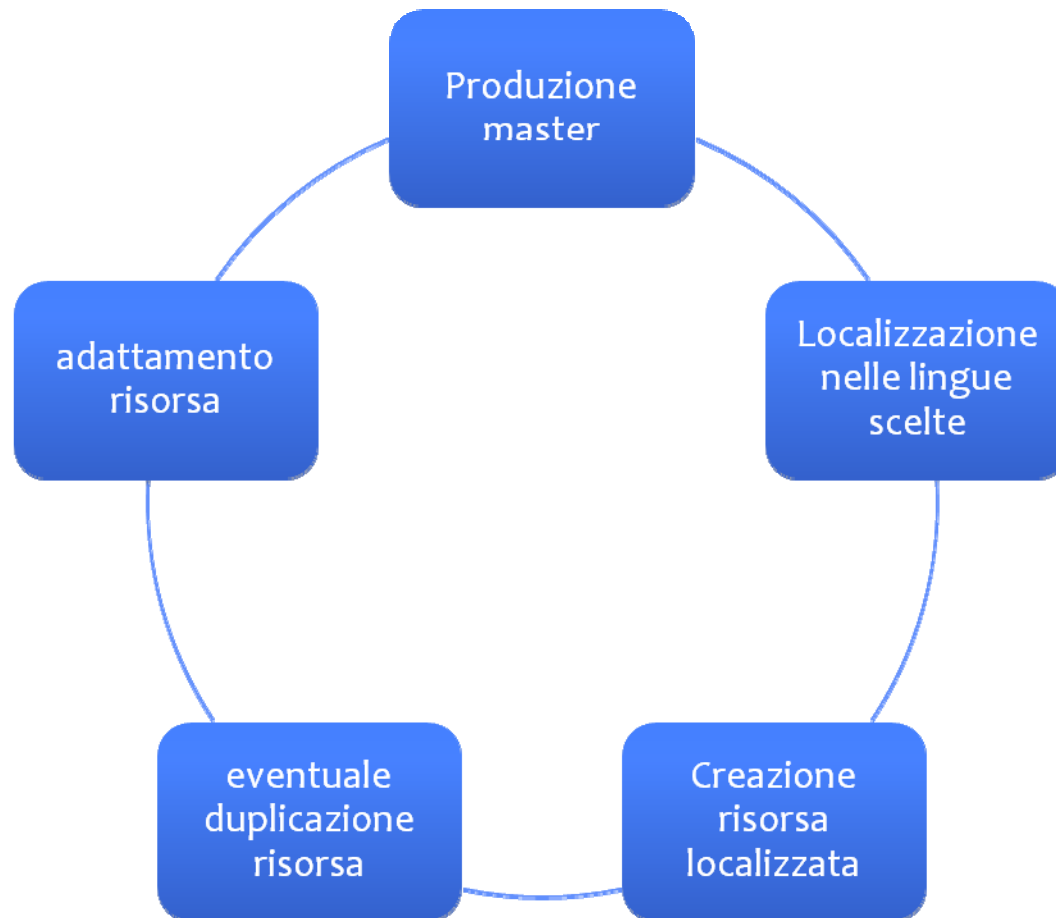 Produzione
master
Localizzazione
nelle lingue
scelte
Creazione
risorsa
localizzata
eventuale
duplicazione
risorsa
adattamento
risorsa